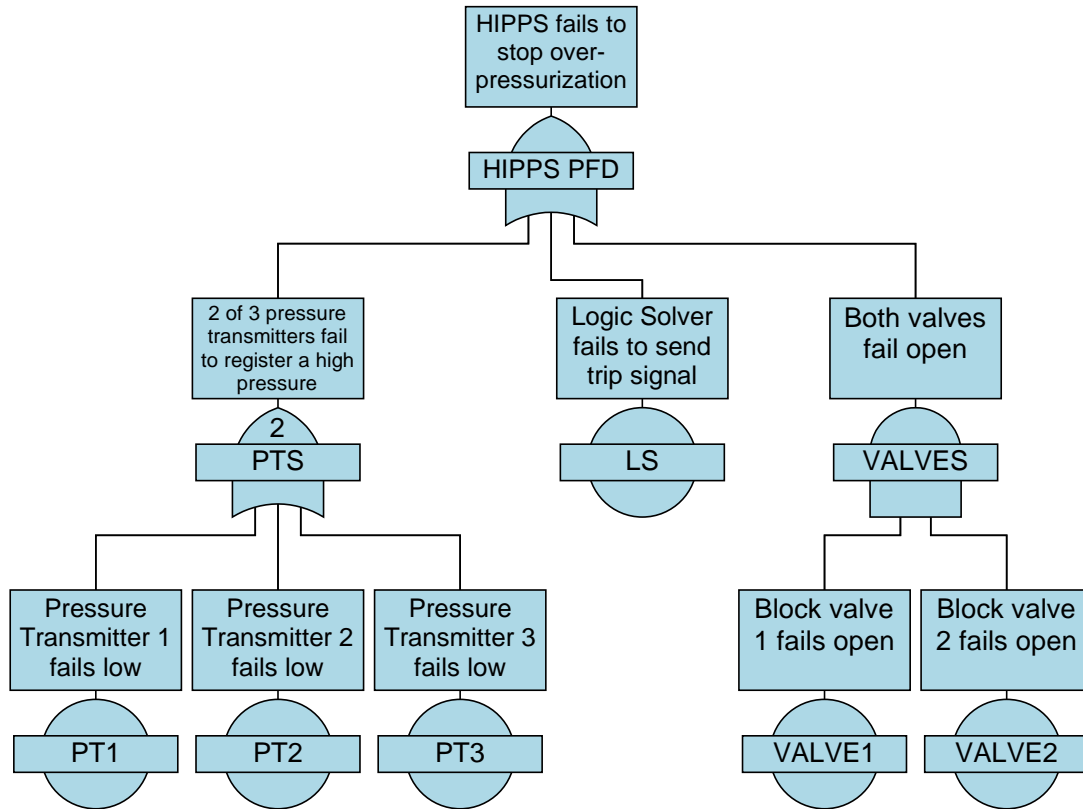 HIPPS fails to
stop over-
pressurization
HIPPS PFD
2 of 3 pressure
transmitters fail
to register a high
pressure
2
PTS
Logic Solver
fails to send
trip signal
LS
Both valves
fail open
VALVES
Pressure
Transmitter 1
fails low
PT1
Pressure
Transmitter 2
fails low
PT2
Pressure
Transmitter 3
fails low
PT3
Block valve
1 fails open
VALVE1
Block valve
2 fails open
VALVE2